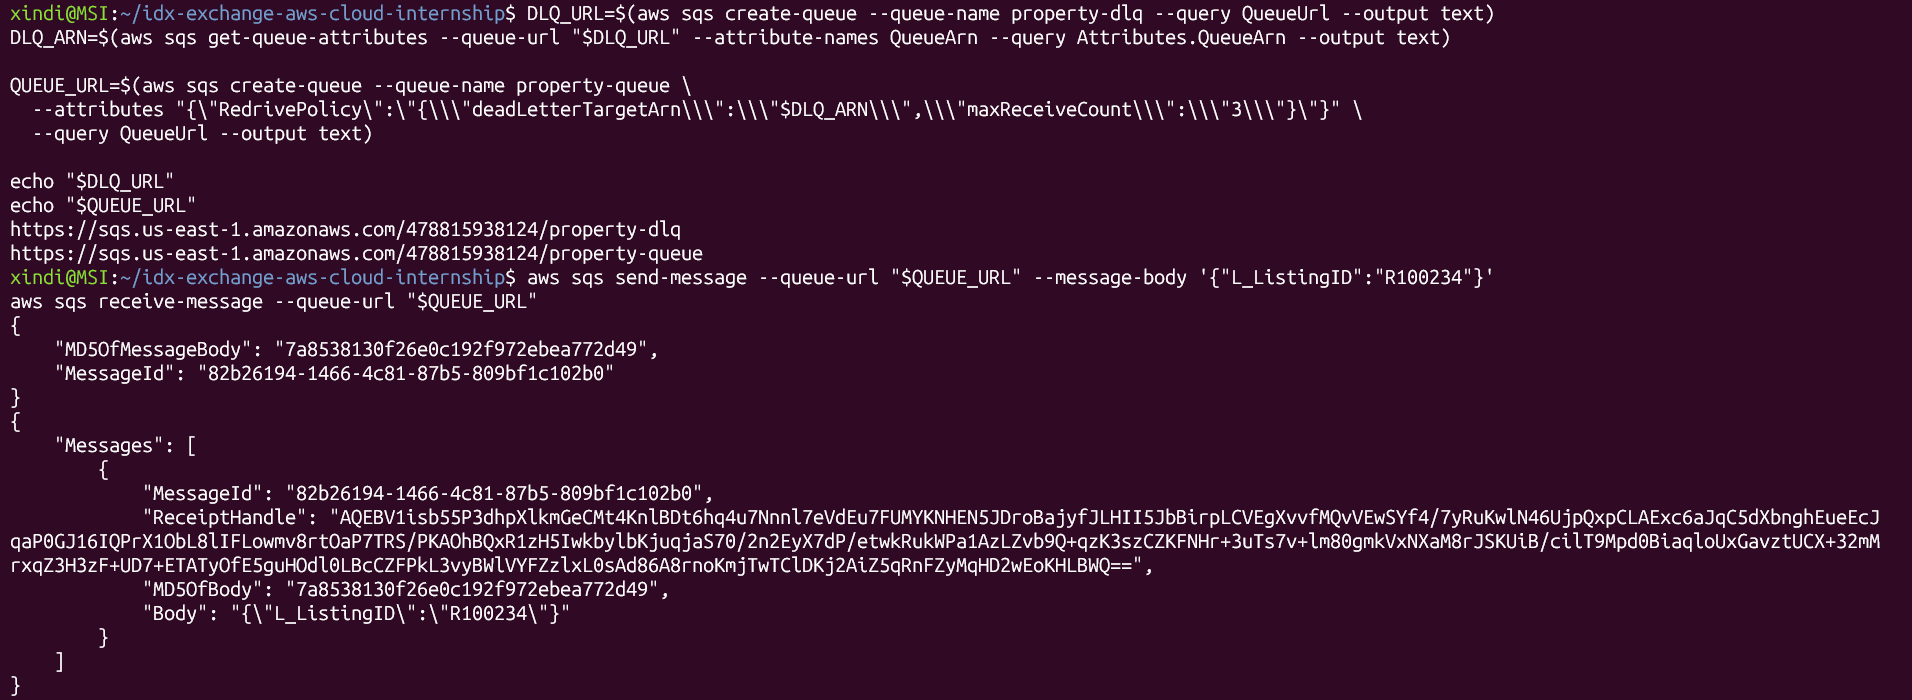 xindi@MSI:~/idx-exchange-aws-cloud-internship$ DLQ_URL=$(aws sqs create-queue --queue-name property-dlq --query QueueUrl --output text)
DLQ_ARN=$(aws sqs get-queue-attributes --queue-url "$DLQ_URL" --attribute-names QueueArn --query Attributes.QueueArn --output text)

QUEUE_URL=$(aws sqs create-queue --queue-name property-queue \
  --attributes "{\"RedrivePolicy\":\"{\\\"deadLetterTargetArn\\\":\\\"$DLQ_ARN\\\",\\\"maxReceiveCount\\\":\\\"3\\\"}\"}" \
  --query QueueUrl --output text)

echo "$DLQ_URL"
echo "$QUEUE_URL"
https://sqs.us-east-1.amazonaws.com/478815938124/property-dlq
https://sqs.us-east-1.amazonaws.com/478815938124/property-queue
xindi@MSI:~/idx-exchange-aws-cloud-internship$ aws sqs send-message --queue-url "$QUEUE_URL" --message-body '{"L_ListingID":"R100234"}'
aws sqs receive-message --queue-url "$QUEUE_URL"
{
    "MD5OfMessageBody": "7a8538130f26e0c192f972ebea772d49",
    "MessageId": "82b26194-1466-4c81-87b5-809bf1c102b0"
}
{
    "Messages": [
        {
            "MessageId": "82b26194-1466-4c81-87b5-809bf1c102b0",
            "ReceiptHandle": "AQEBV1isb55P3dhpXlkmGeCMt4KnlBDt6hq4u7Nnnl7eVdEu7FUMYKNHEN5JDroBajyfJLHII5JbBirpLCVEgXvvfMQvVEwSYf4/7yRuKwlN46UjpQxpCLAExc6aJqC5dXbnghEueEcJ
qaP0GJ16IQPrX1ObL8lIFLowmv8rtOaP7TRS/PKAOhBQxR1zH5IwkbylbKjuqjaS70/2n2EyX7dP/etwkRukWPa1AzLZvb9Q+qzK3szCZKFNHr+3uTs7v+lm80gmkVxNXaM8rJSKUiB/cilT9Mpd0BiaqloUxGavztUCX+32mM
rxqZ3H3zF+UD7+ETATyOfE5guHOdl0LBcCZFPkL3vyBWlVYFZzlxL0sAd86A8rnoKmjTwTClDKj2AiZ5qRnFZyMqHD2wEoKHLBWQ==",
            "MD5OfBody": "7a8538130f26e0c192f972ebea772d49",
            "Body": "{\"L_ListingID\":\"R100234\"}"
        }
    ]
}